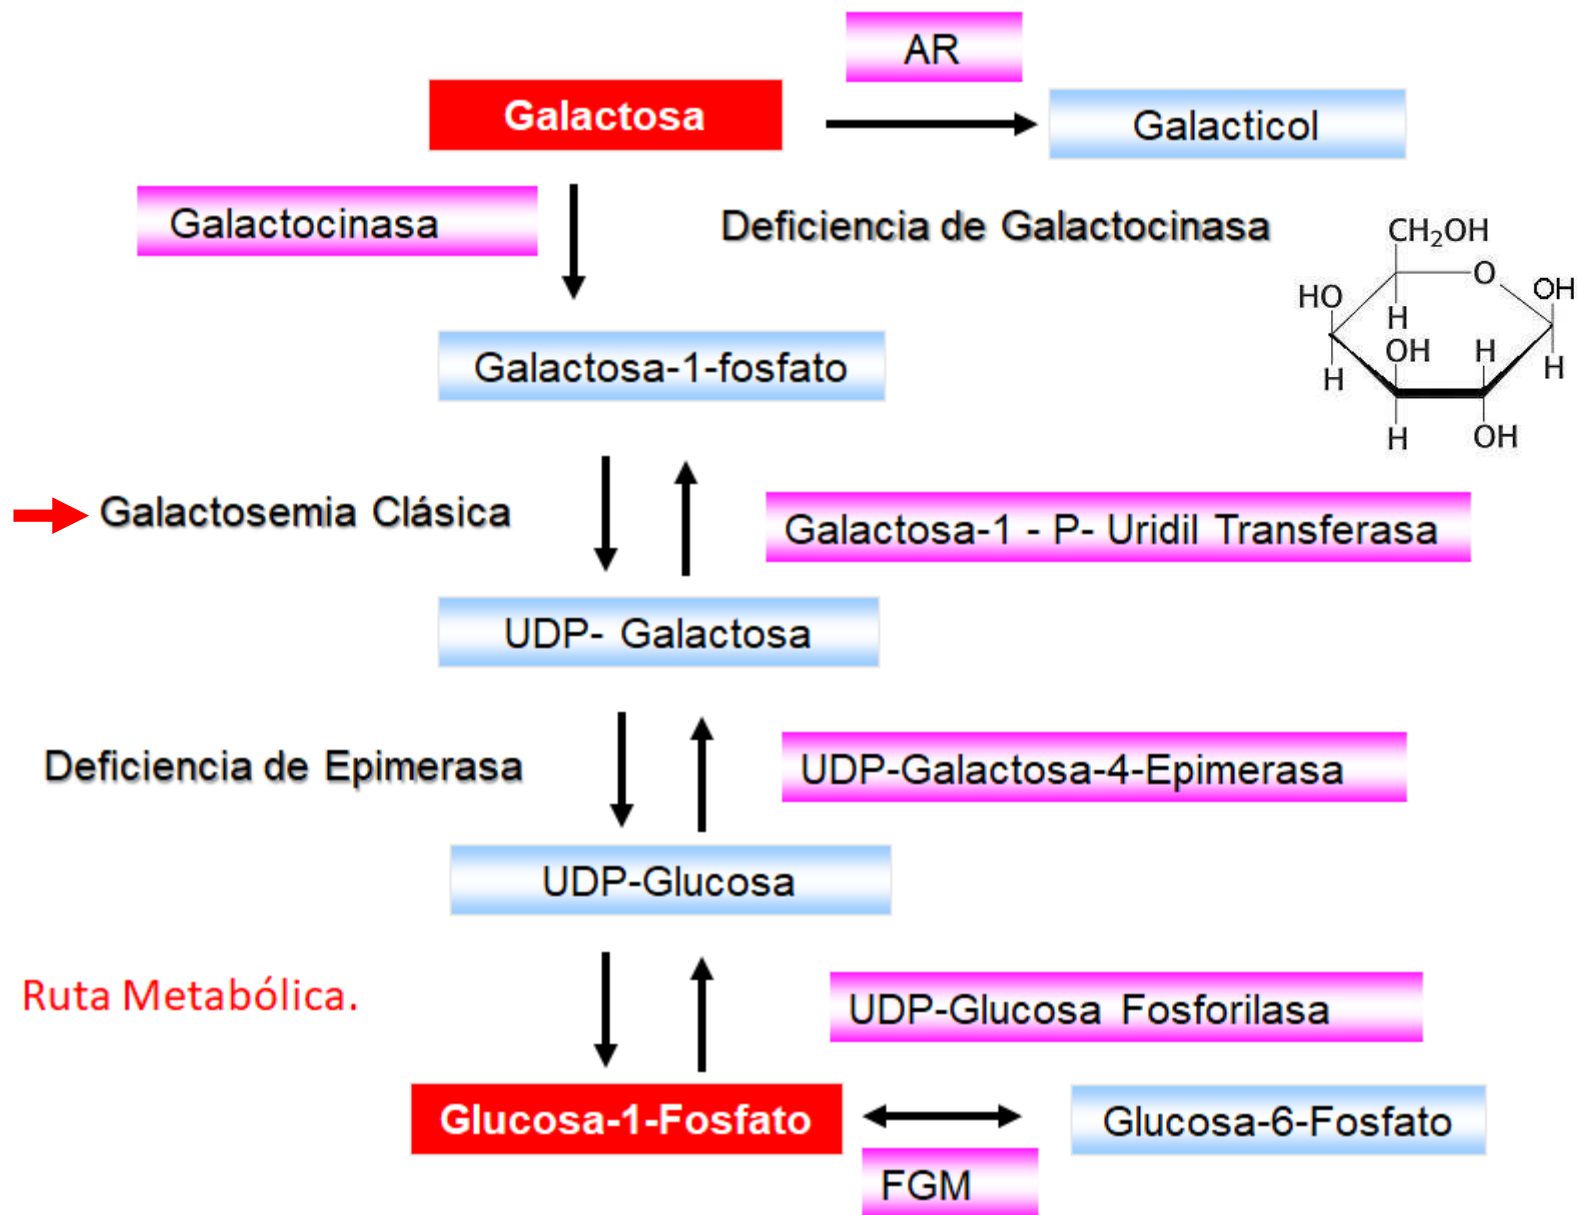 AR
Galactosa
Galacticol
Galactocinasa
Deficiencia de Galactocinasa
CH₂OH
O
OH
HO
H
OH
H
H
H
H
OH
Galactosa-1-fosfato
Galactosemia Clásica
Galactosa-1 - P- Uridil Transferasa
UDP- Galactosa
Deficiencia de Epimerasa
UDP-Galactosa-4-Epimerasa
UDP-Glucosa
Ruta Metabólica.
UDP-Glucosa Fosforilasa
Glucosa-1-Fosfato
Glucosa-6-Fosfato
FGM